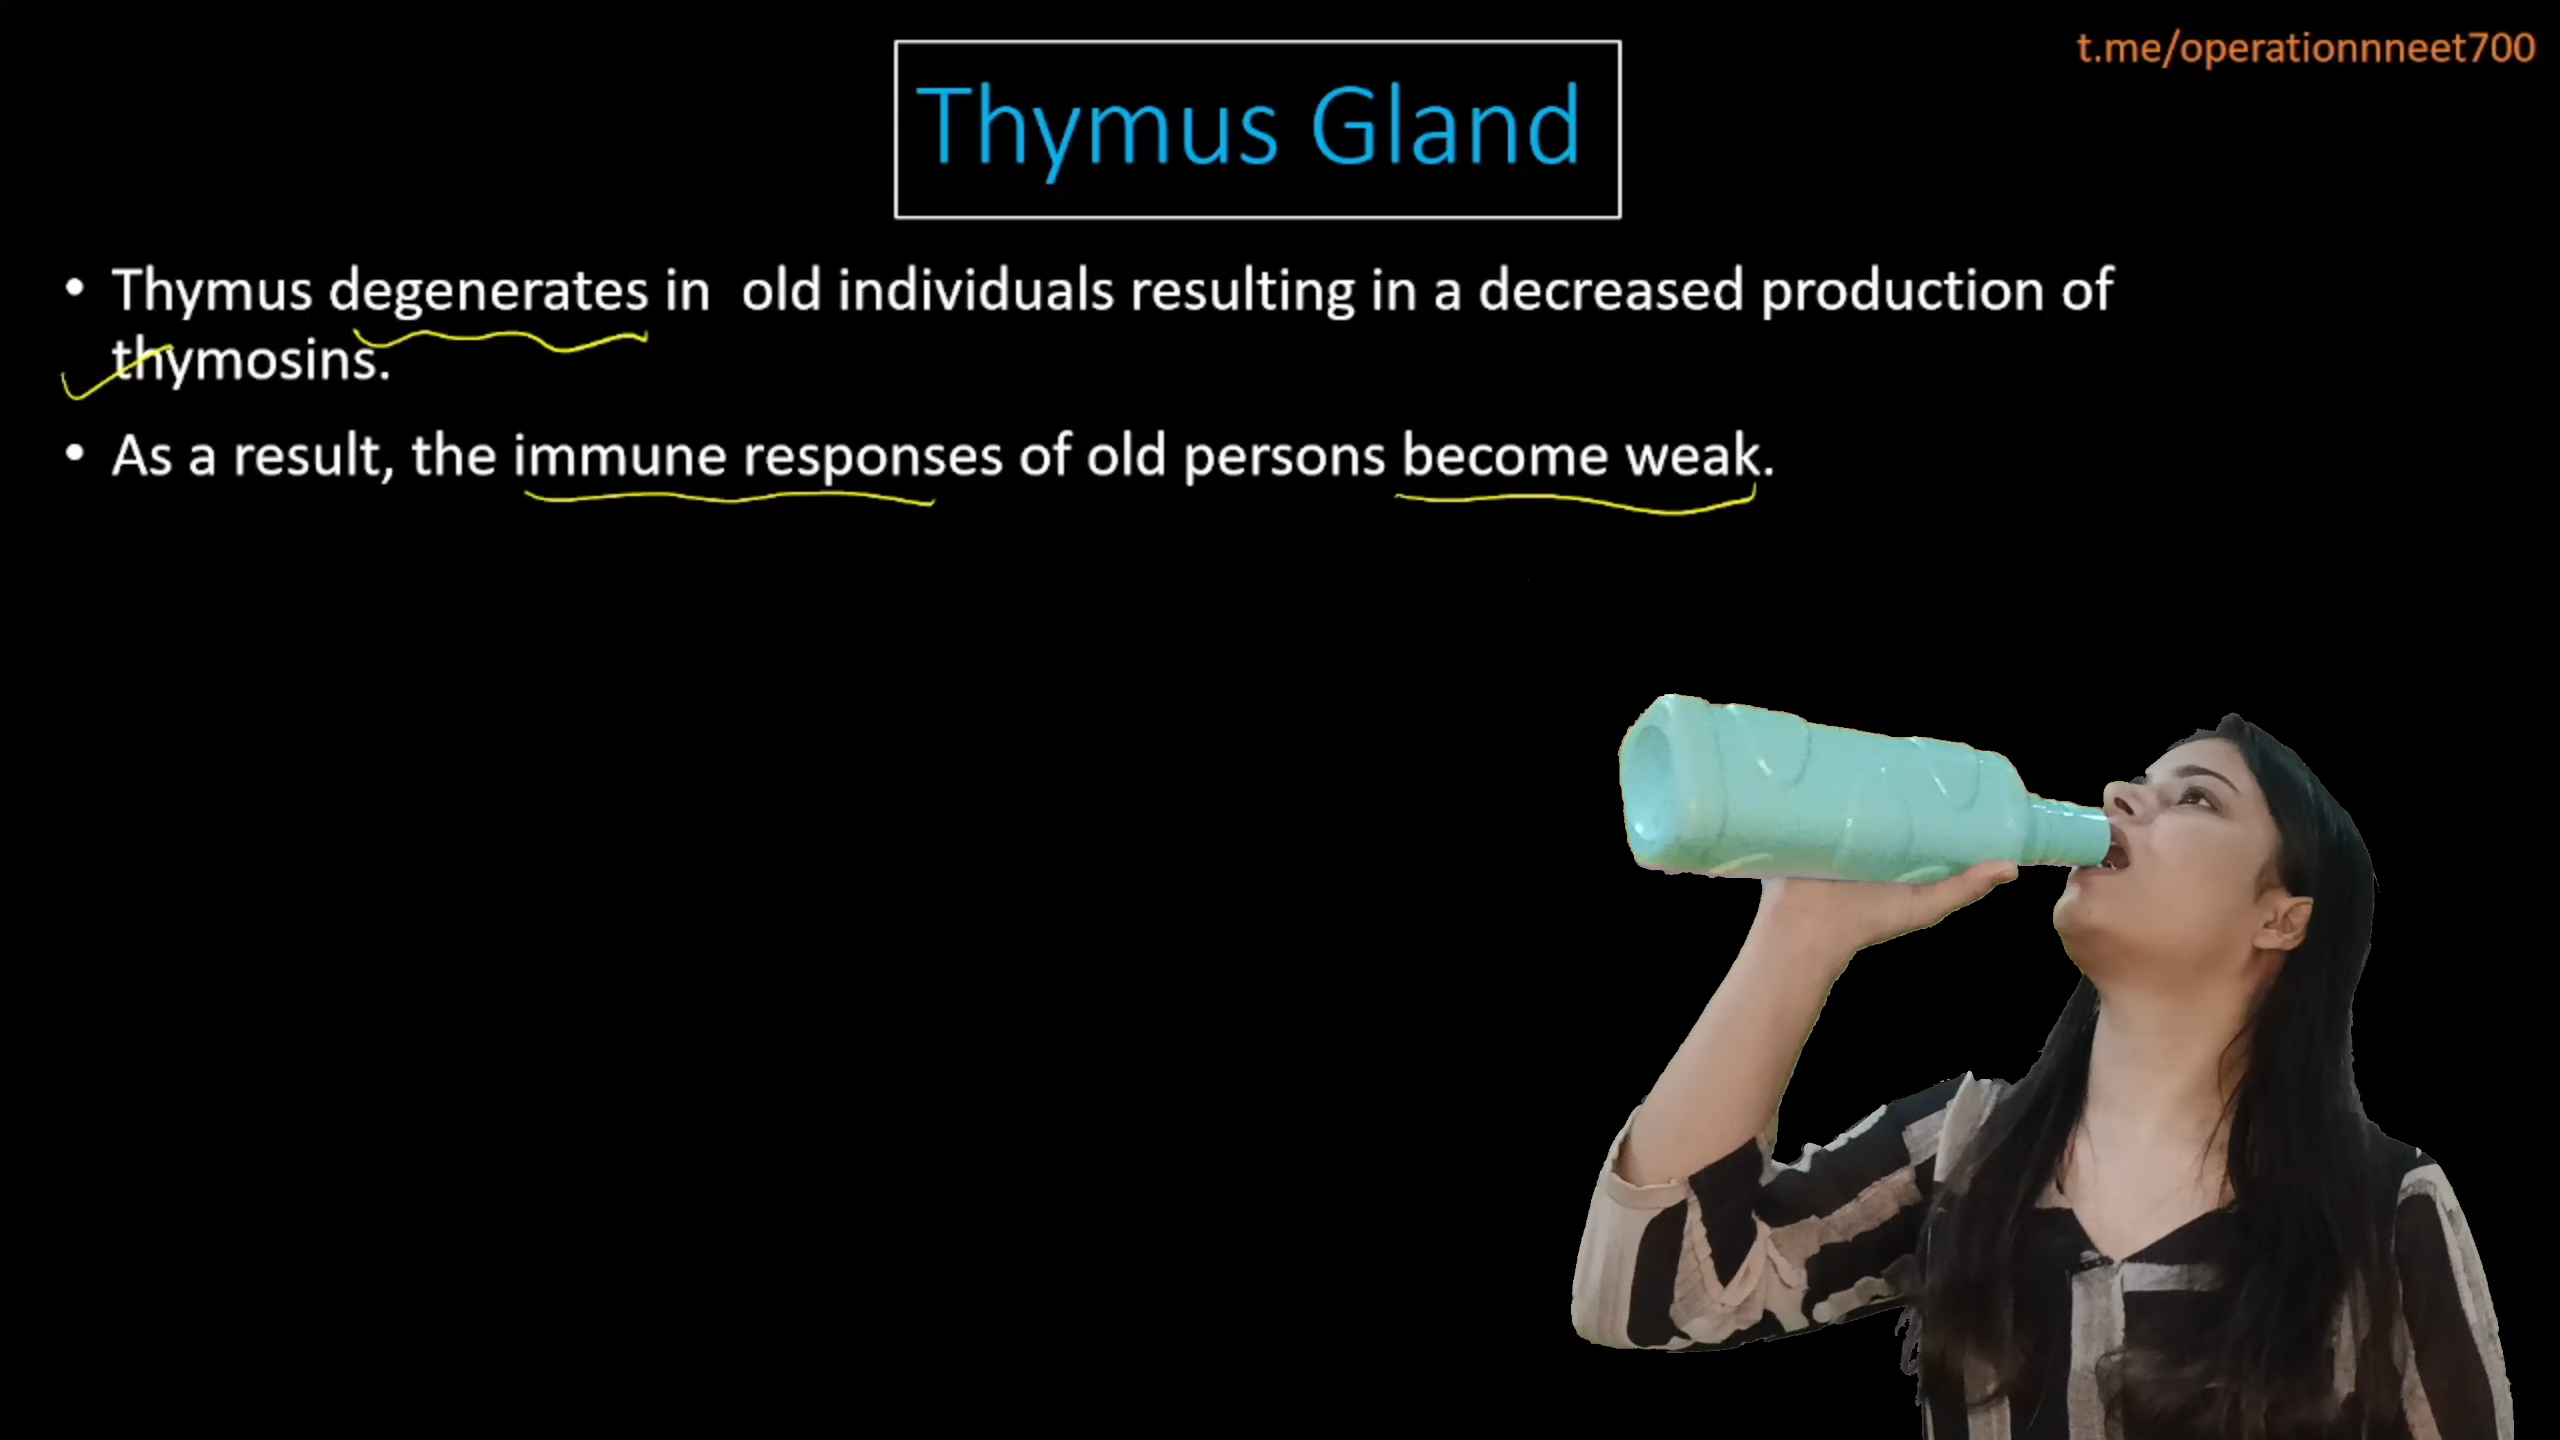 t.me/operationnneet700
Thymus Gland
• Thymus degenerates in old individuals resulting in a decreased production of
thymosins.
• As a result, the immune responses of old persons become weak.